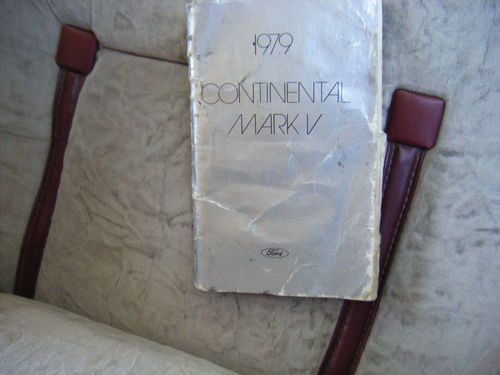 1979
CONTINENTAL
MARK V
Ford